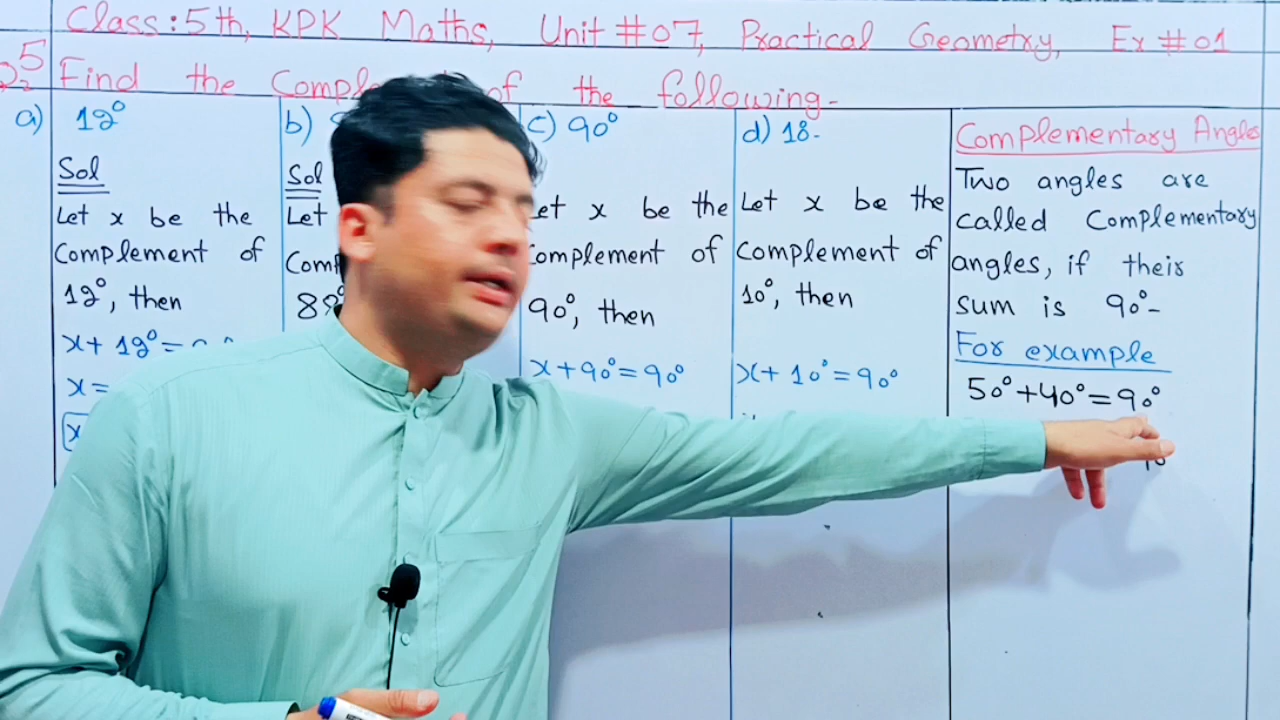 Class: 5th, KPK Maths, Unit # 07, Practical Geometry, Ex # 01
5 Find the of the following-
a) 12°
Sol
Let x be the
Complement of
12°, then
x + 12° =
x =
b)
Sol
Let
88°
c) 90°
Let x be the
Complement of
90°, then
x + 90° = 90°
d) 18-
Let x be the
Complement of
10°, then
x + 10° = 90°
Complementary Angles
Two angles are
called Complementary
angles, if their
sum is 90°-
For example
50° + 40° = 90°